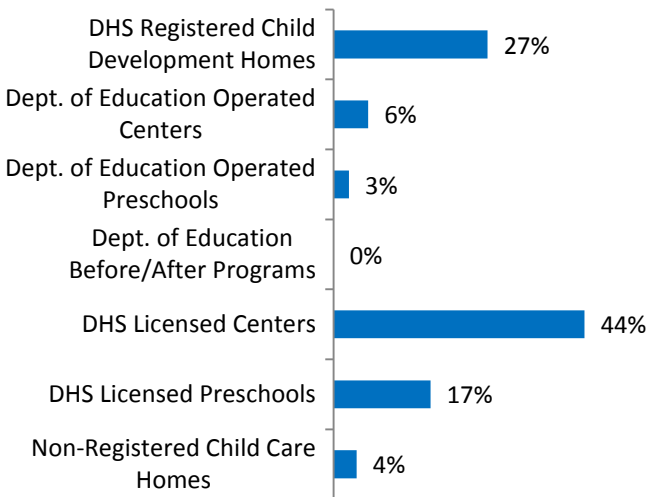 DHS Registered Child
Development Homes
27%
Dept. of Education Operated
Centers
6%
Dept. of Education Operated
Preschools
3%
Dept. of Education
Before/After Programs
0%
DHS Licensed Centers
44%
DHS Licensed Preschools
17%
Non-Registered Child Care
Homes
4%